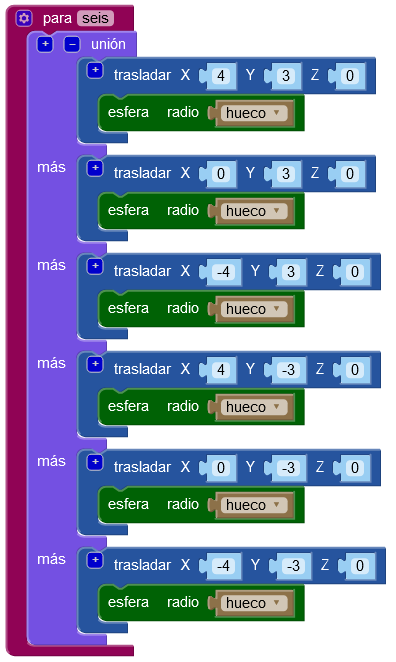 para seis
unión
trasladar X 4 Y 3 Z 0
esfera radio hueco
más trasladar X 0 Y 3 Z 0
esfera radio hueco
más trasladar X -4 Y 3 Z 0
esfera radio hueco
más trasladar X 4 Y -3 Z 0
esfera radio hueco
más trasladar X 0 Y -3 Z 0
esfera radio hueco
más trasladar X -4 Y -3 Z 0
esfera radio hueco